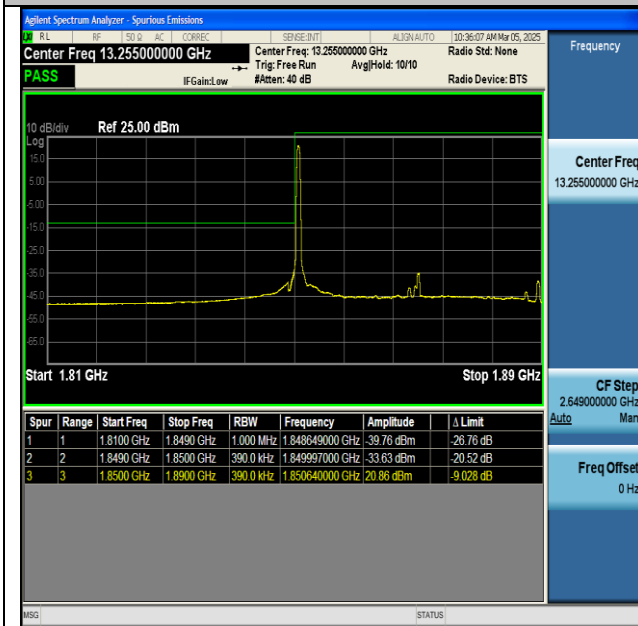 Agilent Spectrum Analyzer - Spurious Emissions
RL RF 50 Ω AC CORREC SENSE:INT ALIGN AUTO 10:36:07 AM Mar 05, 2025
Center Freq 13.255000000 GHz
Center Freq: 13.255000000 GHz
Radio Std: None
Trig: Free Run Avg|Hold: 10/10
PASS
IFGain:Low
#Atten: 40 dB
Radio Device: BTS
10 dB/div Ref 25.00 dBm
Log
15.0
5.00
-5.00
-15.0
-25.0
-35.0
-45.0
-55.0
-65.0
Start 1.81 GHz Stop 1.89 GHz
Spur Range Start Freq Stop Freq RBW Frequency Amplitude Δ Limit
1 1 1.8100 GHz 1.8490 GHz 1.000 MHz 1.848649000 GHz -39.76 dBm -26.76 dB
2 2 1.8490 GHz 1.8500 GHz 390.0 kHz 1.849997000 GHz -33.63 dBm -20.52 dB
3 3 1.8500 GHz 1.8900 GHz 390.0 kHz 1.850640000 GHz 20.86 dBm -9.028 dB
Frequency
Center Freq
13.255000000 GHz
CF Step
2.649000000 GHz
Auto Man
Freq Offset
0 Hz
MSG STATUS